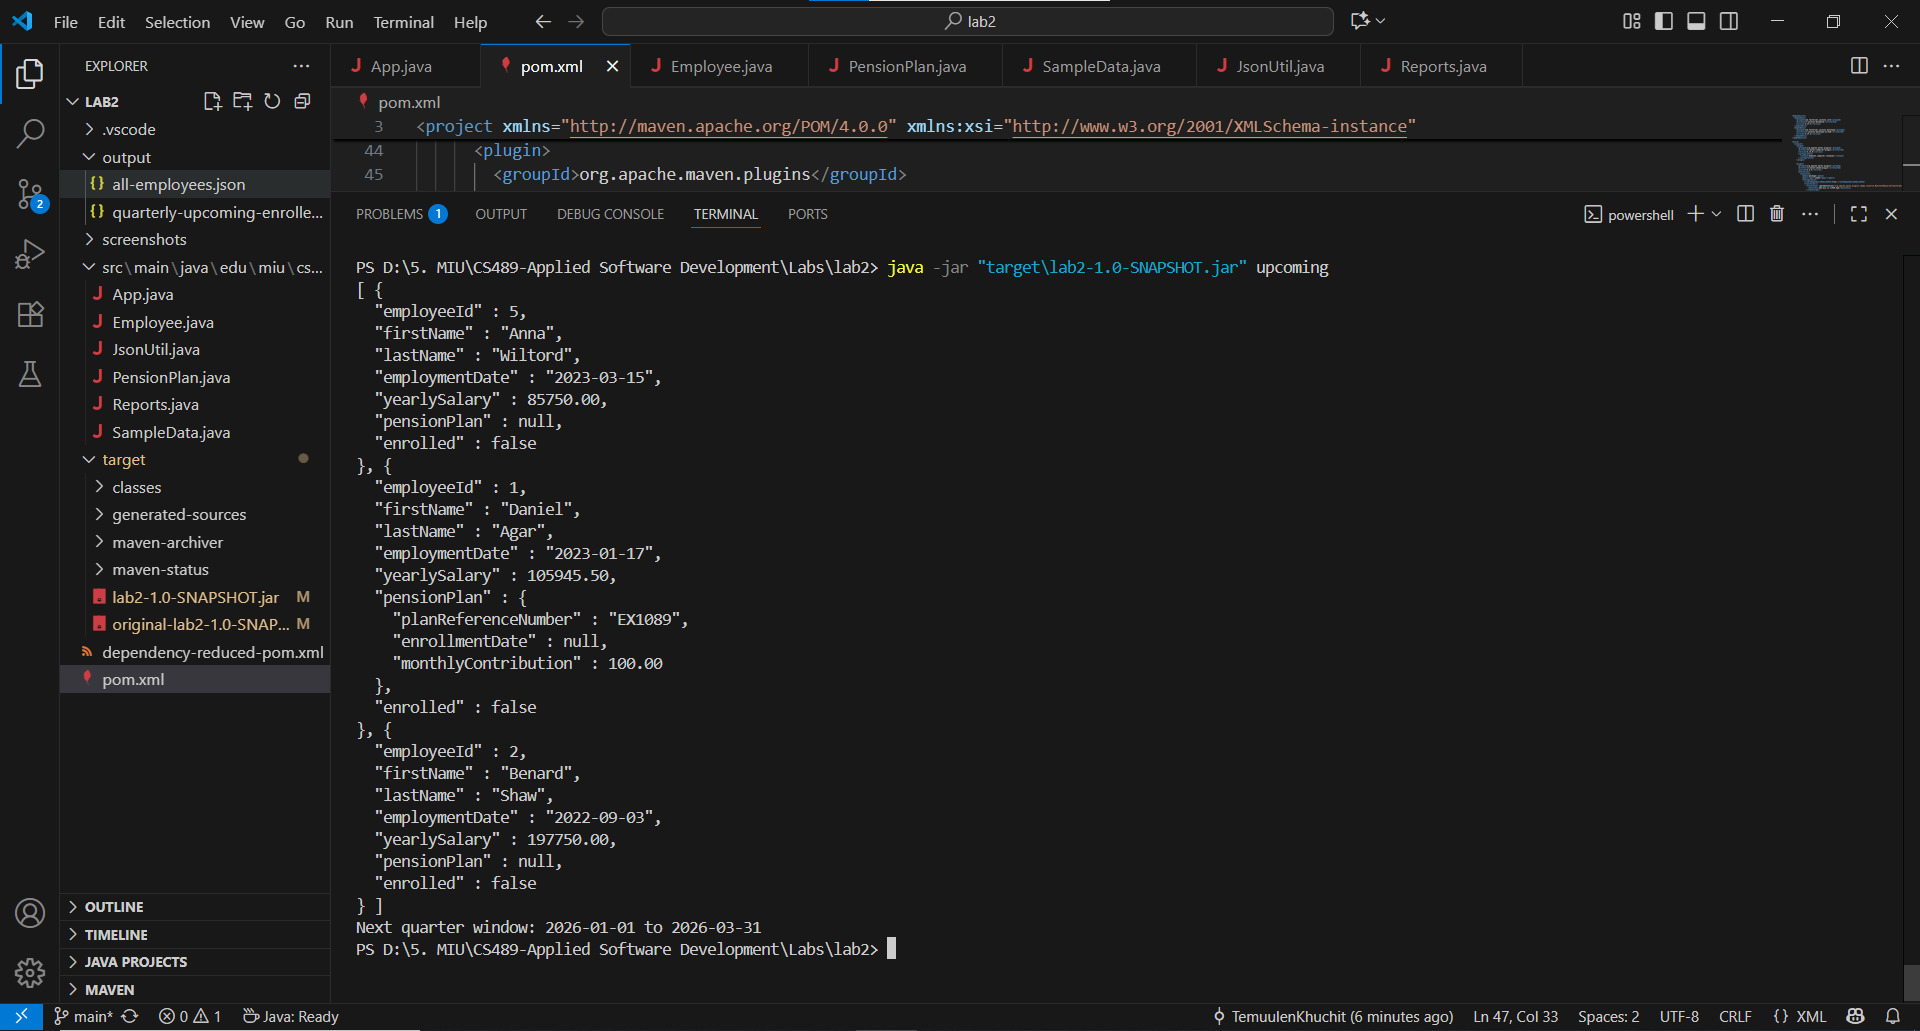 File Edit Selection View Go Run Terminal Help
lab2
EXPLORER
LAB2
.vscode
output
all-employees.json
quarterly-upcoming-enrolle...
screenshots
src\main\java\edu\miu\cs...
App.java
Employee.java
JsonUtil.java
PensionPlan.java
Reports.java
SampleData.java
target
classes
generated-sources
maven-archiver
maven-status
lab2-1.0-SNAPSHOT.jar M
original-lab2-1.0-SNAP... M
dependency-reduced-pom.xml
pom.xml
OUTLINE
TIMELINE
JAVA PROJECTS
MAVEN
App.java pom.xml Employee.java PensionPlan.java SampleData.java JsonUtil.java Reports.java
pom.xml
3 <project xmlns="http://maven.apache.org/POM/4.0.0" xmlns:xsi="http://www.w3.org/2001/XMLSchema-instance"
44 <plugin>
45 <groupId>org.apache.maven.plugins</groupId>
PROBLEMS 1 OUTPUT DEBUG CONSOLE TERMINAL PORTS
powershell
PS D:\5. MIU\CS489-Applied Software Development\Labs\lab2> java -jar "target\lab2-1.0-SNAPSHOT.jar" upcoming
[ {
"employeeId" : 5,
"firstName" : "Anna",
"lastName" : "Wiltord",
"employmentDate" : "2023-03-15",
"yearlySalary" : 85750.00,
"pensionPlan" : null,
"enrolled" : false
}, {
"employeeId" : 1,
"firstName" : "Daniel",
"lastName" : "Agar",
"employmentDate" : "2023-01-17",
"yearlySalary" : 105945.50,
"pensionPlan" : {
"planReferenceNumber" : "EX1089",
"enrollmentDate" : null,
"monthlyContribution" : 100.00
},
"enrolled" : false
}, {
"employeeId" : 2,
"firstName" : "Benard",
"lastName" : "Shaw",
"employmentDate" : "2022-09-03",
"yearlySalary" : 197750.00,
"pensionPlan" : null,
"enrolled" : false
} ]
Next quarter window: 2026-01-01 to 2026-03-31
PS D:\5. MIU\CS489-Applied Software Development\Labs\lab2>
2
main* 0 1 Java: Ready TemuulenKhuchit (6 minutes ago) Ln 47, Col 33 Spaces: 2 UTF-8 CRLF {} XML